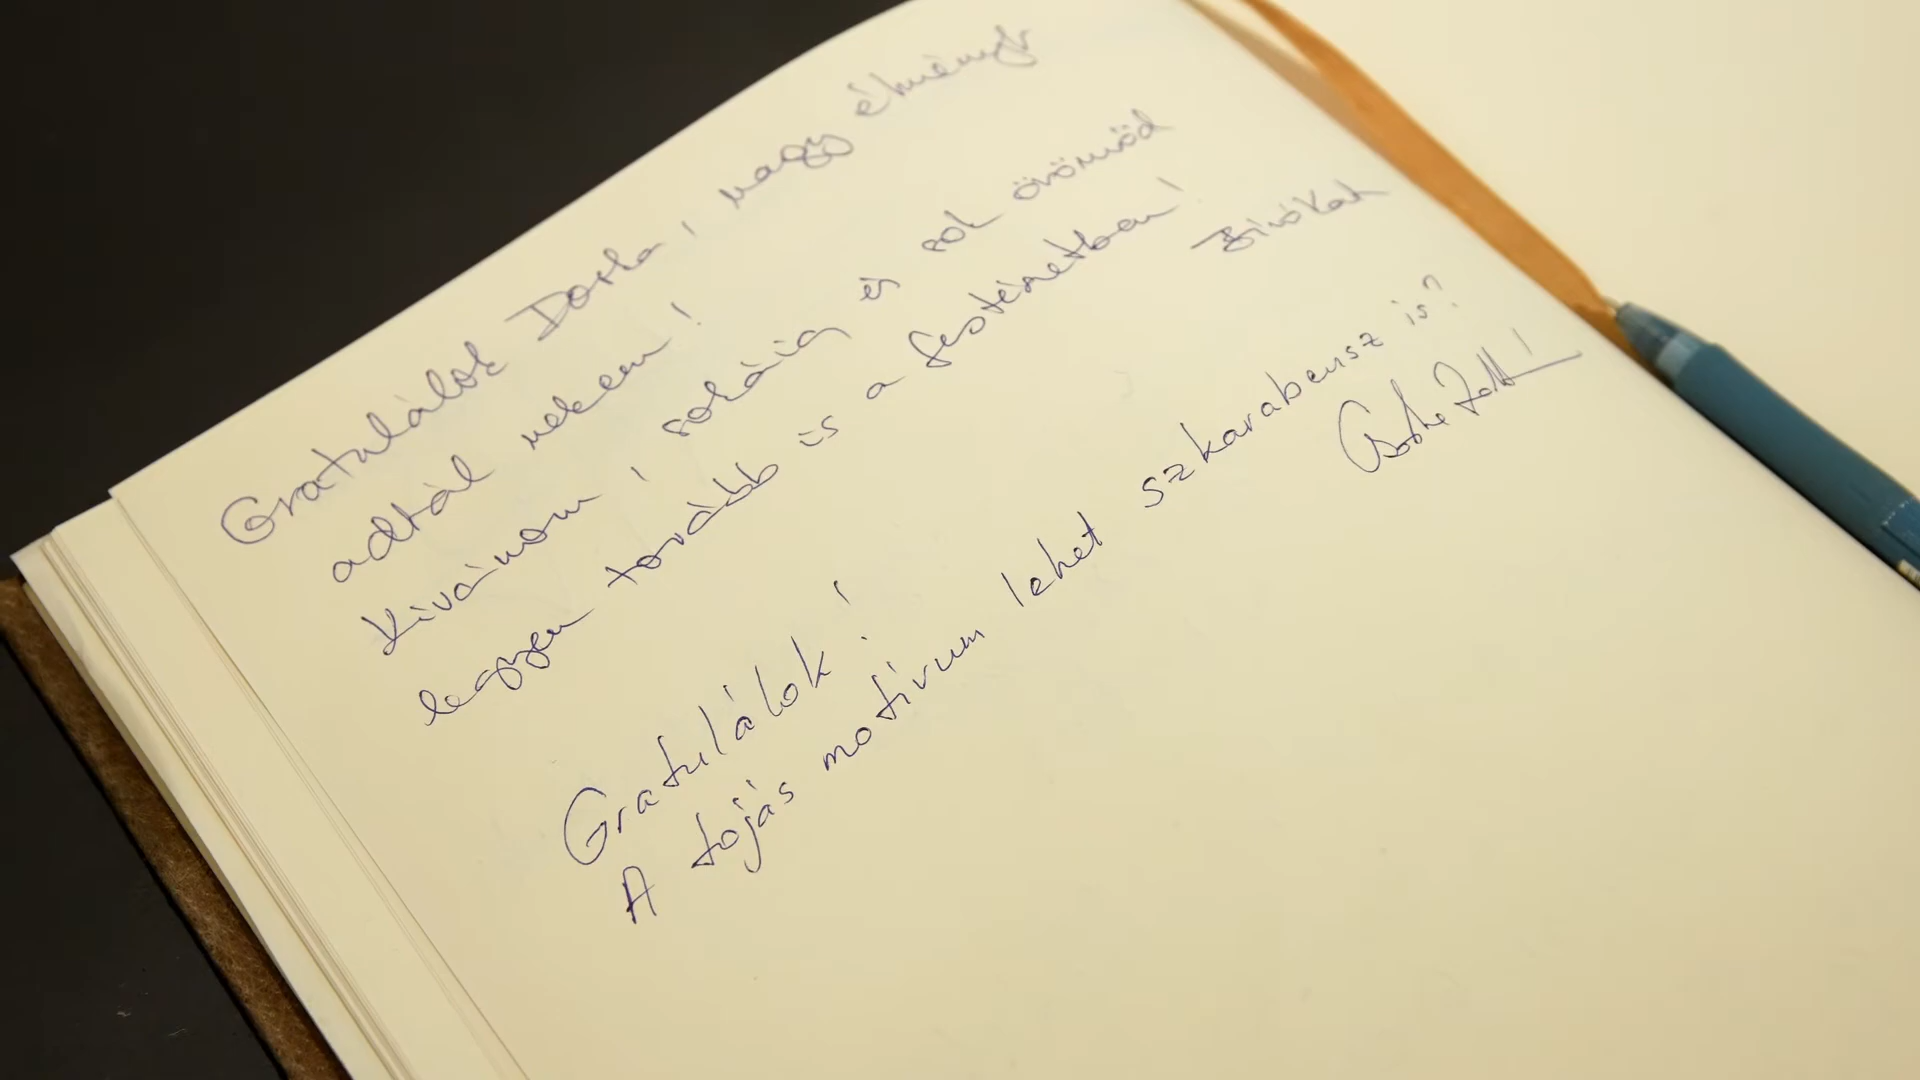 Gratulálok Dorka, nagy élményt
adtál nekem!
Kívánom, sokáig és sok örömöd
legyen tovább is a festészetben!
Gratulálok!
A tojás motívum lehet szkarabeusz is?